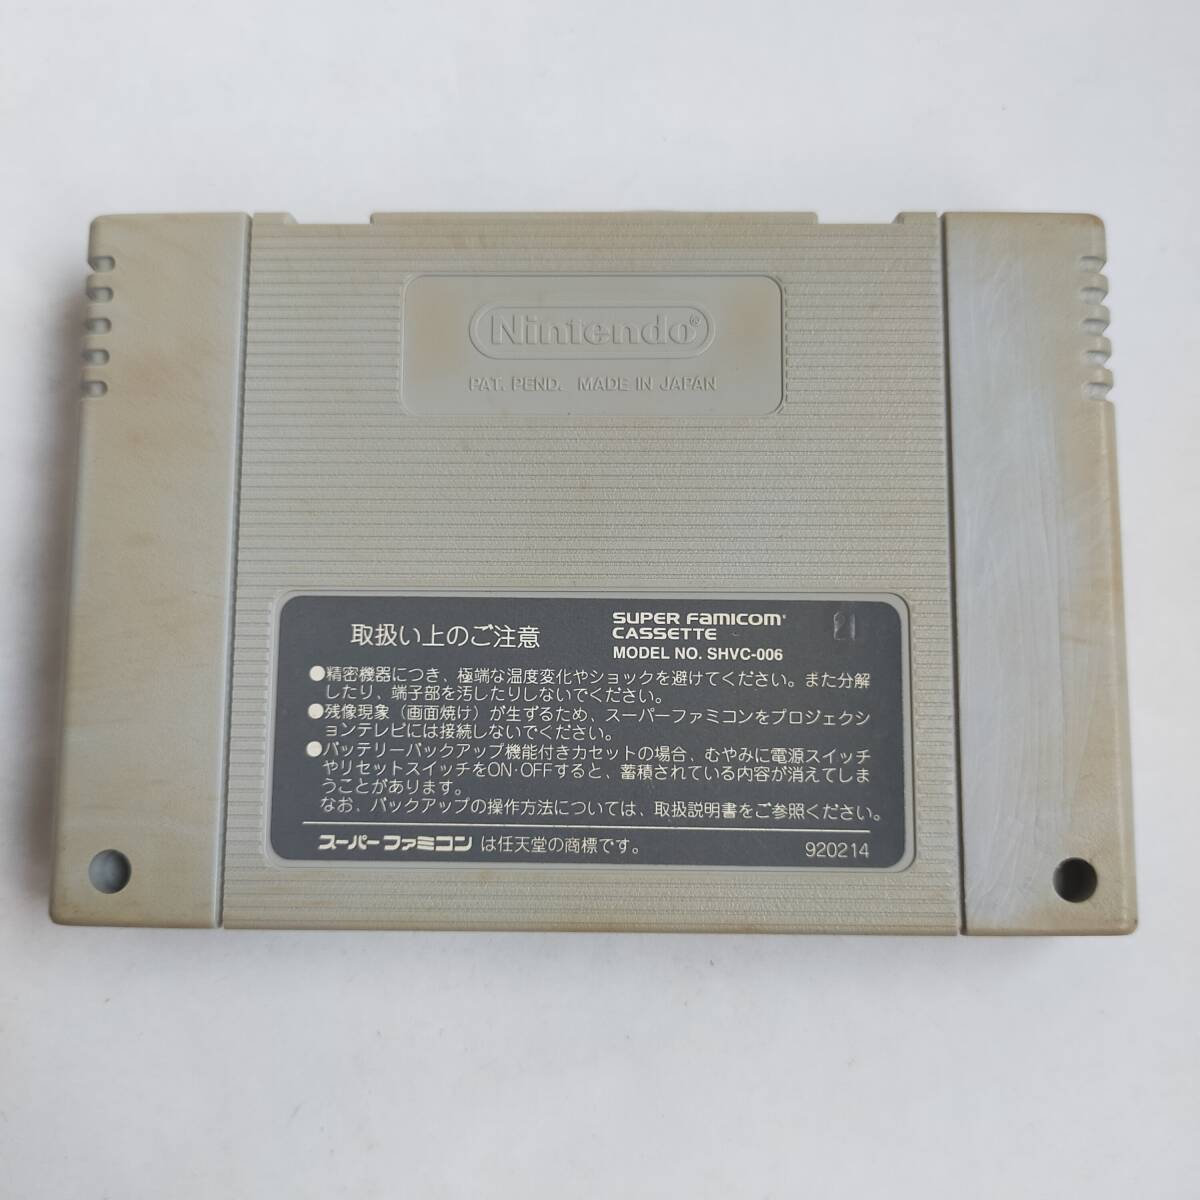 Nintendo®
PAT. PEND. MADE IN JAPAN
取扱い上のご注意
SUPER FAMICOM®
CASSETTE
MODEL NO. SHVC-006
21
●精密機器につき、極端な温度変化やショックを避けてください。また分解
したり、端子部を汚したりしないでください。
●残像現象（画面焼け）が生ずるため、スーパーファミコンをプロジェクシ
ョンテレビには接続しないでください。
●バッテリーバックアップ機能付きカセットの場合、むやみに電源スイッチ
やリセットスイッチをON・OFFすると、蓄積されている内容が消えてしま
うことがあります。
なお、バックアップの操作方法については、取扱説明書をご参照ください。
スーパーファミコン は任天堂の商標です。
920214